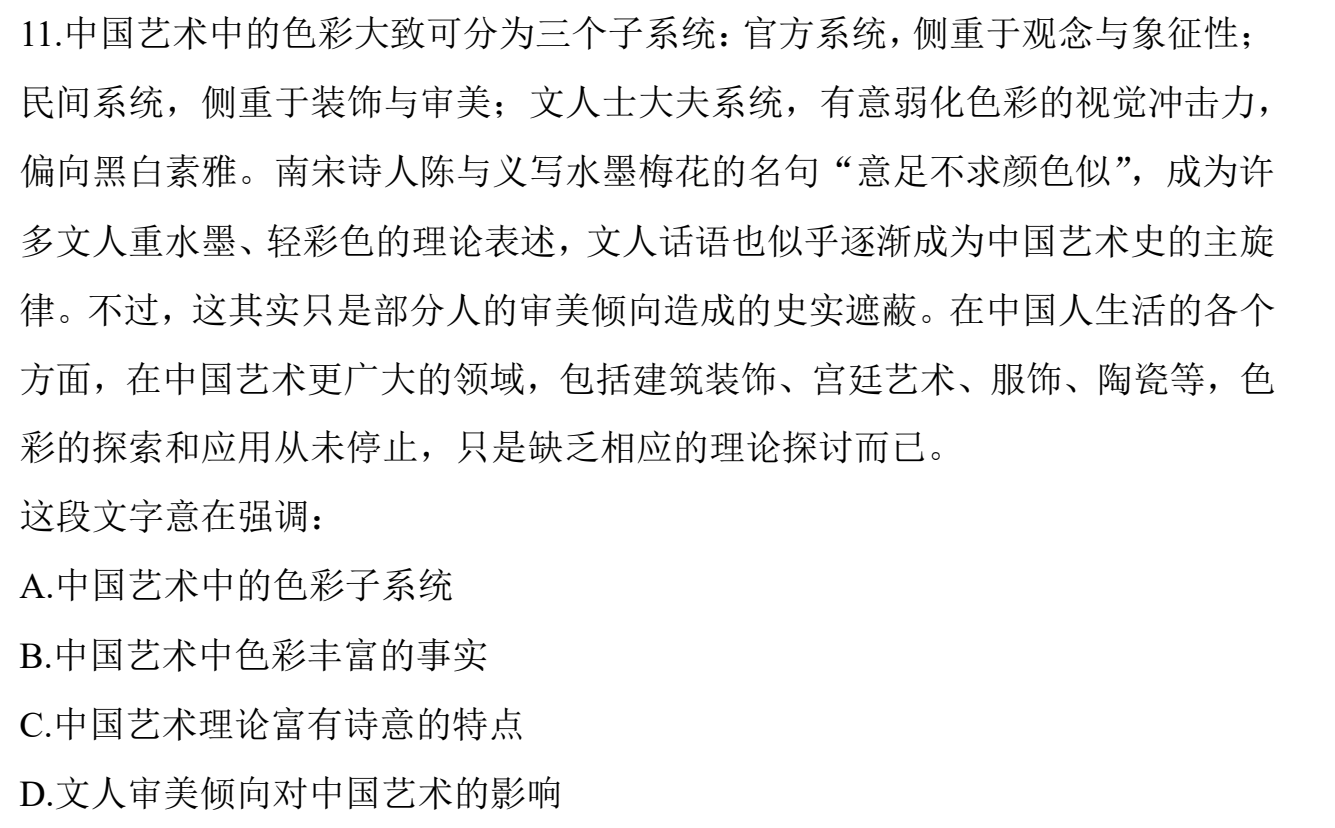 11.中国艺术中的色彩大致可分为三个子系统：官方系统，侧重于观念与象征性；
民间系统，侧重于装饰与审美；文人士大夫系统，有意弱化色彩的视觉冲击力，
偏向黑白素雅。南宋诗人陈与义写水墨梅花的名句“意足不求颜色似”，成为许
多文人重水墨、轻彩色的理论表述，文人话语也似乎逐渐成为中国艺术史的主旋
律。不过，这其实只是部分人的审美倾向造成的史实遮蔽。在中国人生活的各个
方面，在中国艺术更广大的领域，包括建筑装饰、宫廷艺术、服饰、陶瓷等，色
彩的探索和应用从未停止，只是缺乏相应的理论探讨而已。
这段文字意在强调：
A.中国艺术中的色彩子系统
B.中国艺术中色彩丰富的事实
C.中国艺术理论富有诗意的特点
D.文人审美倾向对中国艺术的影响